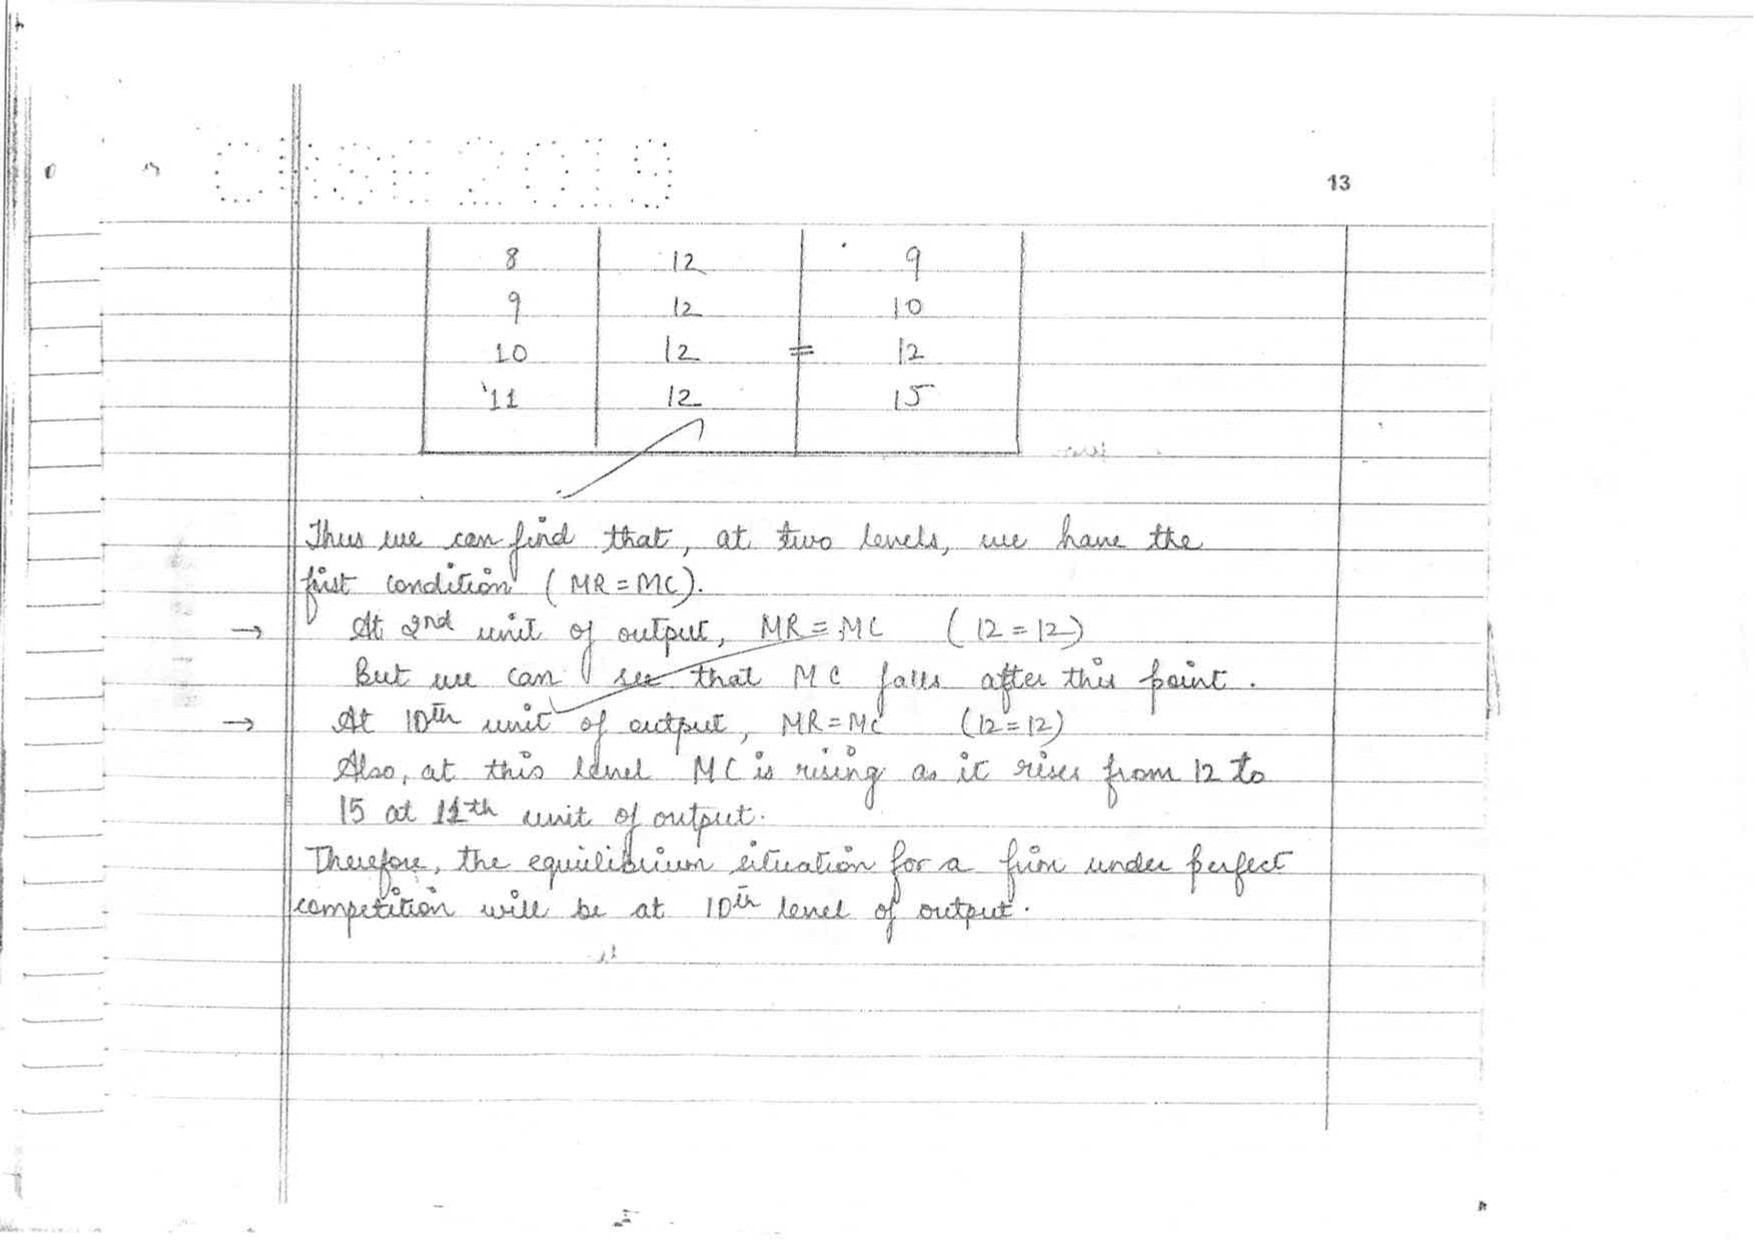 CBSE 2019
13
8 12 9
9 12 10
10 12 = 12
11 12 15
Thus we can find that, at two levels, we have the
first condition (MR = MC).
→ At 2nd unit of output, MR = MC (12 = 12)
But we can see that MC falls after this point.
→ At 10th unit of output, MR = MC (12 = 12)
Also, at this level MC is rising as it rises from 12 to
15 at 11th unit of output.
Therefore, the equilibrium situation for a firm under perfect
competition will be at 10th level of output.